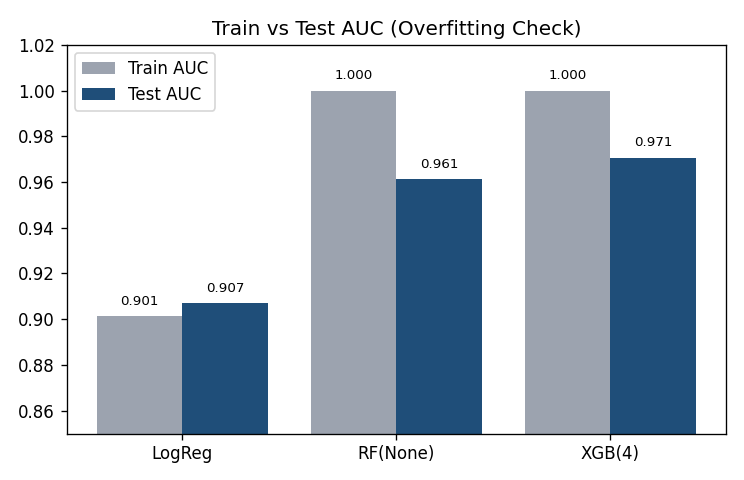 Train vs Test AUC (Overfitting Check)
1.02
1.00
0.98
0.96
0.94
0.92
0.90
0.88
0.86
Train AUC
Test AUC
0.901
0.907
1.000
0.961
1.000
0.971
LogReg
RF(None)
XGB(4)